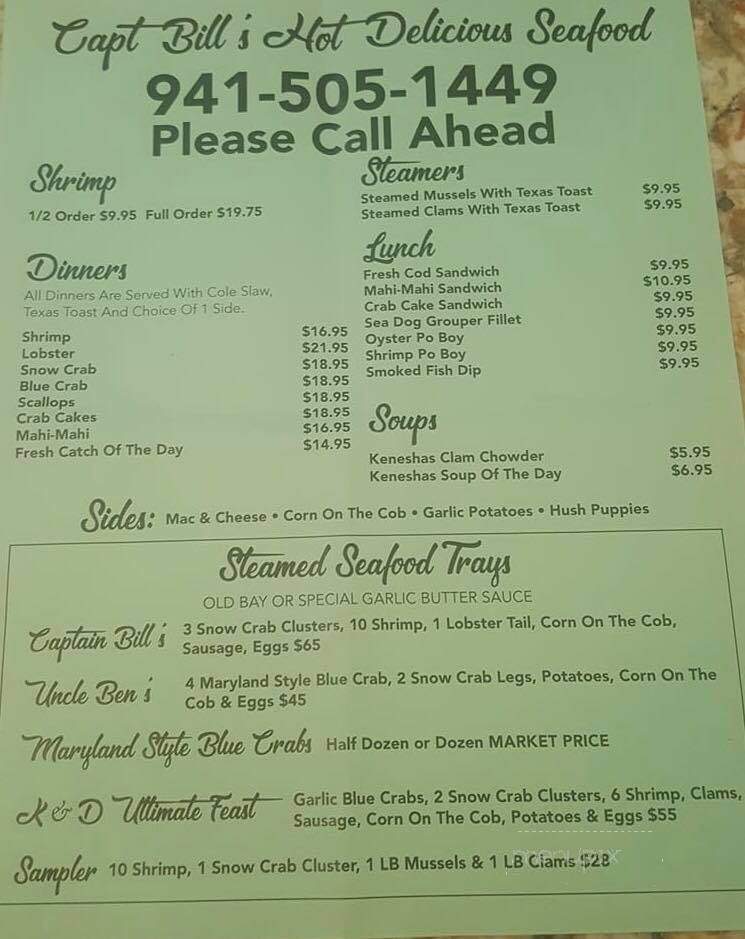 Capt Bill's Hot Delicious Seafood
941-505-1449
Please Call Ahead
Shrimp
1/2 Order $9.95 Full Order $19.75
Steamers
Steamed Mussels With Texas Toast $9.95
Steamed Clams With Texas Toast $9.95
Dinners
All Dinners Are Served With Cole Slaw,
Texas Toast And Choice Of 1 Side.
Shrimp $16.95
Lobster $21.95
Snow Crab $18.95
Blue Crab $18.95
Scallops $18.95
Crab Cakes $18.95
Mahi-Mahi $16.95
Fresh Catch Of The Day $14.95
Lunch
Fresh Cod Sandwich $9.95
Mahi-Mahi Sandwich $10.95
Crab Cake Sandwich $9.95
Sea Dog Grouper Fillet $9.95
Oyster Po Boy $9.95
Shrimp Po Boy $9.95
Smoked Fish Dip $9.95
Soups
Keneshas Clam Chowder $5.95
Keneshas Soup Of The Day $6.95
Sides: Mac & Cheese • Corn On The Cob • Garlic Potatoes • Hush Puppies
Steamed Seafood Trays
OLD BAY OR SPECIAL GARLIC BUTTER SAUCE
Captain Bill's 3 Snow Crab Clusters, 10 Shrimp, 1 Lobster Tail, Corn On The Cob,
Sausage, Eggs $65
Uncle Ben's 4 Maryland Style Blue Crab, 2 Snow Crab Legs, Potatoes, Corn On The
Cob & Eggs $45
Maryland Style Blue Crabs Half Dozen or Dozen MARKET PRICE
K & D Ultimate Feast Garlic Blue Crabs, 2 Snow Crab Clusters, 6 Shrimp, Clams,
Sausage, Corn On The Cob, Potatoes & Eggs $55
Sampler 10 Shrimp, 1 Snow Crab Cluster, 1 LB Mussels & 1 LB Clams $28